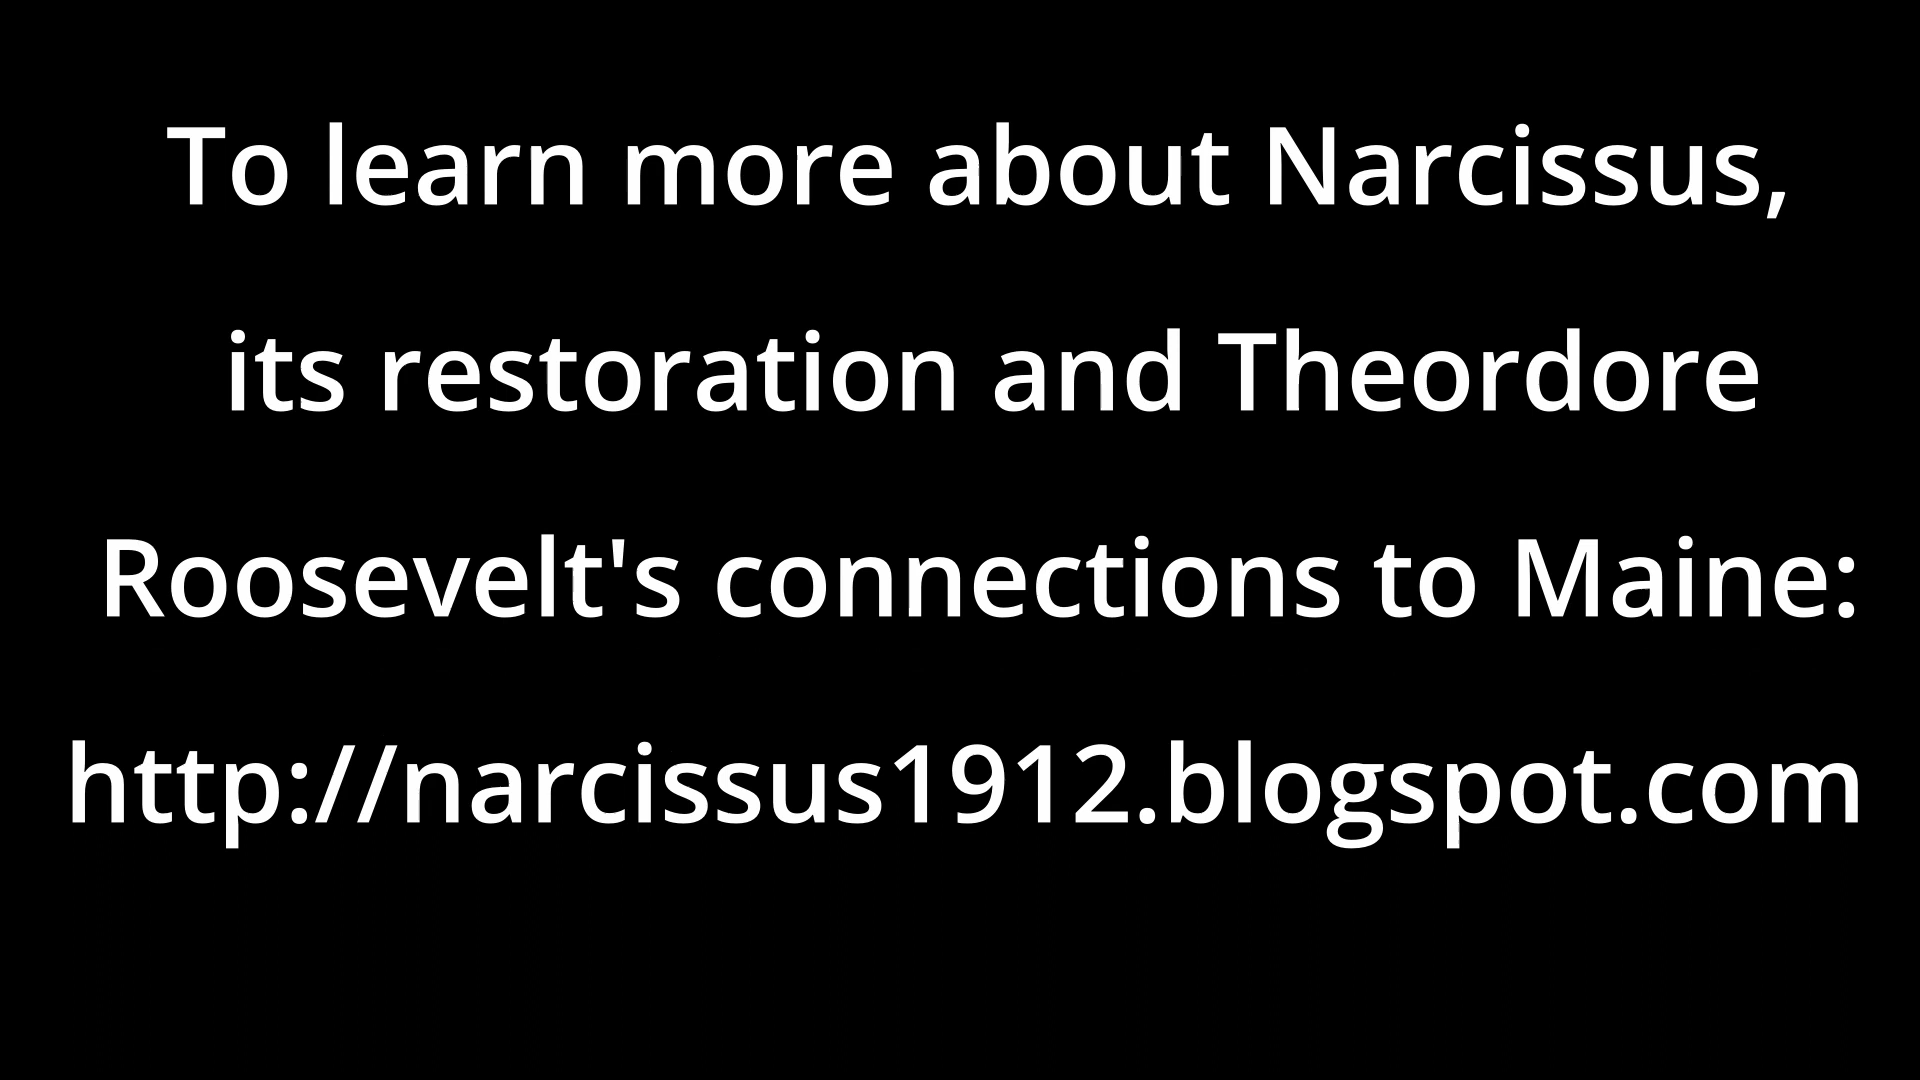 To learn more about Narcissus,
its restoration and Theordore
Roosevelt's connections to Maine:
http://narcissus1912.blogspot.com